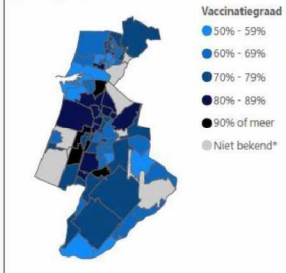 Vaccinatiegraad
50% - 59%
60% - 69%
70% - 79%
80% - 89%
90% of meer
Niet bekend*